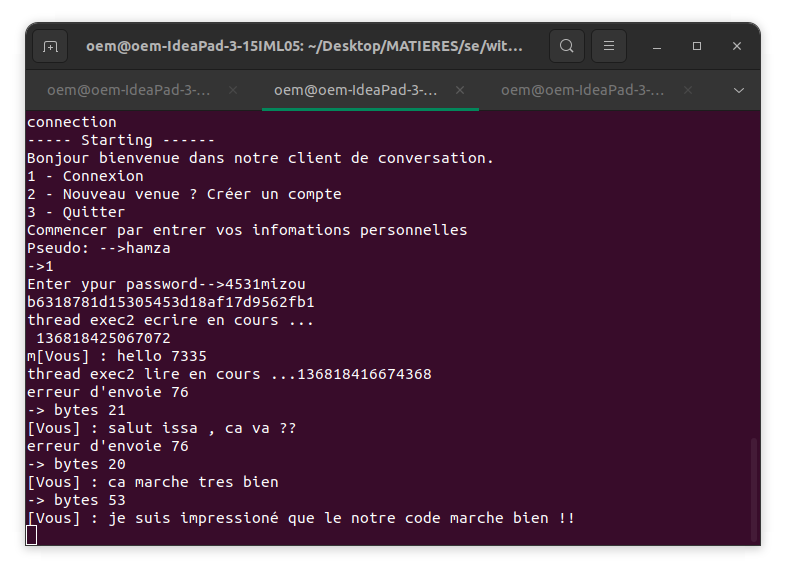 oem@oem-IdeaPad-3-15IML05: ~/Desktop/MATIERES/se/wit...
oem@oem-IdeaPad-3-...
oem@oem-IdeaPad-3-...
oem@oem-IdeaPad-3-...
connection
----- Starting ------
Bonjour bienvenue dans notre client de conversation.
1 - Connexion
2 - Nouveau venue ? Créer un compte
3 - Quitter
Commencer par entrer vos infomations personnelles
Pseudo: -->hamza
->1
Enter ypur password-->4531mizou
b6318781d15305453d18af17d9562fb1
thread exec2 ecrire en cours ...
 136818425067072
m[Vous] : hello 7335
thread exec2 lire en cours ...136818416674368
erreur d'envoie 76
-> bytes 21
[Vous] : salut issa , ca va ??
erreur d'envoie 76
-> bytes 20
[Vous] : ca marche tres bien
-> bytes 53
[Vous] : je suis impressioné que le notre code marche bien !!